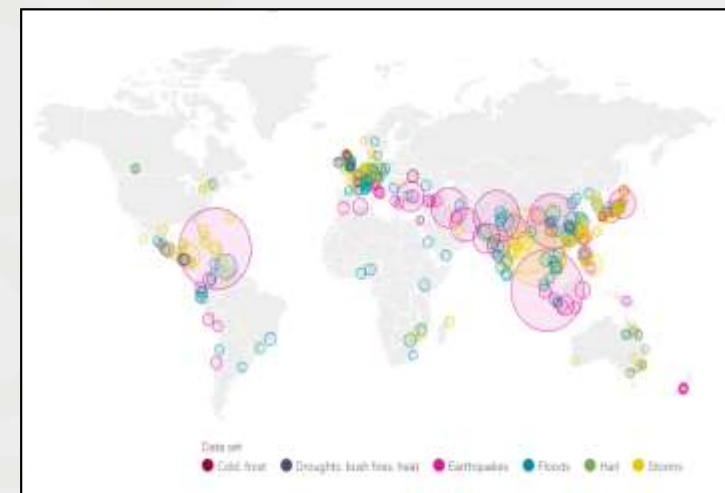 Data set
Cold, frost Droughts, bush fires, heat Earthquakes Floods Hail Storms